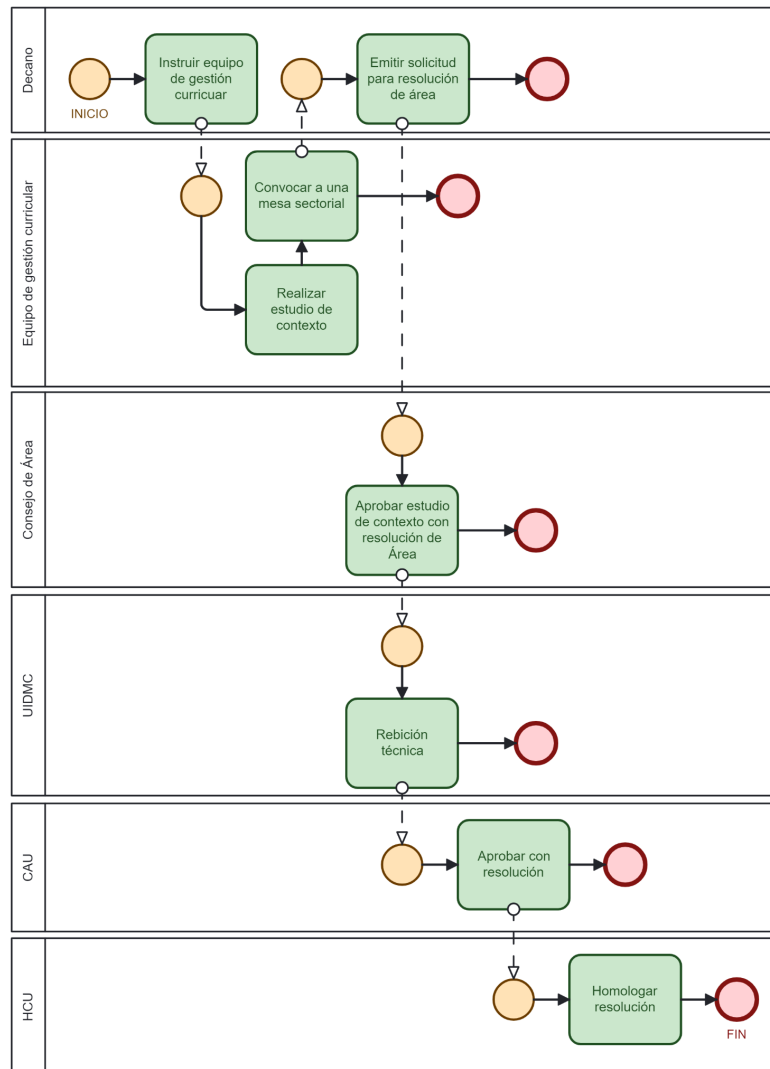 Decano
INICIO
Instruir equipo
de gestión
curricuar
Emitir solicitud
para resolución
de área
Equipo de gestión curricular
Convocar a una
mesa sectorial
Realizar
estudio de
contexto
Consejo de Área
Aprobar estudio
de contexto con
resolución de
Área
UIDMC
Rebición
técnica
CAU
Aprobar con
resolución
HCU
Homologar
resolución
FIN